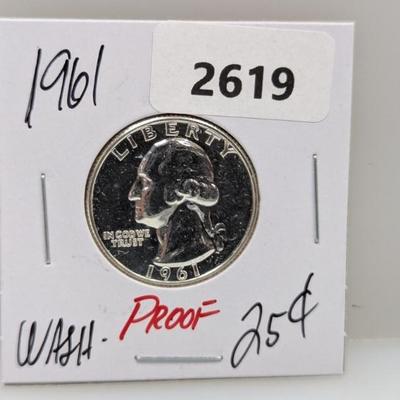 1961
2619
LIBERTY
IN GOD WE
TRUST
1961
WASH. PROOF 25¢